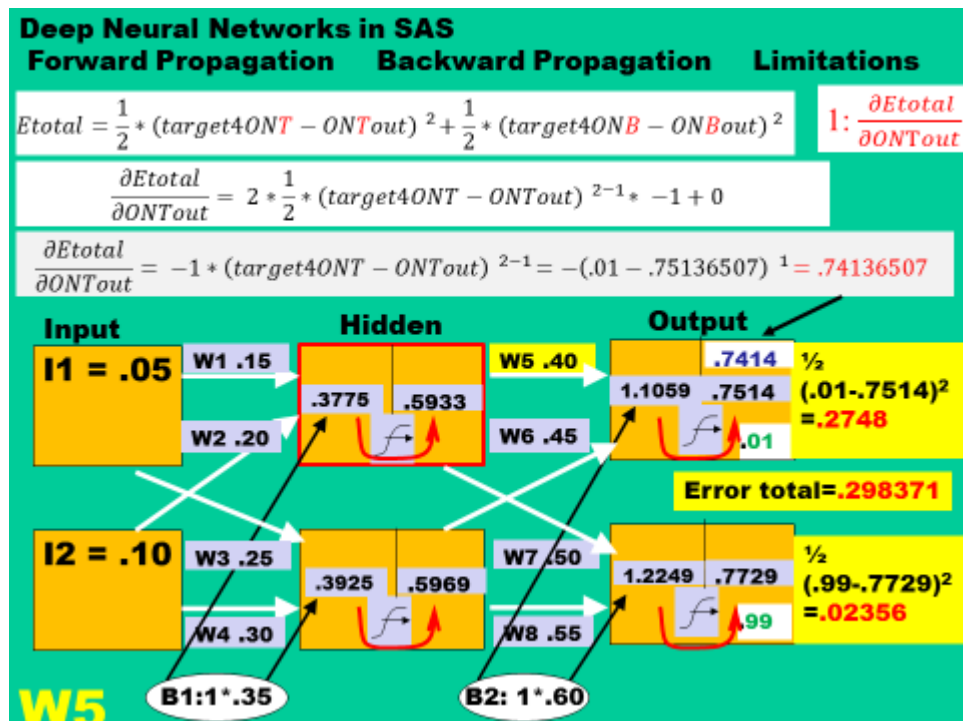 Deep Neural Networks in SAS
Forward Propagation Backward Propagation Limitations
Etotal = 1/2 * (target4ONT − ONTout) ² + 1/2 * (target4ONB − ONBout) ²
1: ∂Etotal/∂ONTout
∂Etotal/∂ONTout = 2 * 1/2 * (target4ONT − ONTout) ²⁻¹ * −1 + 0
∂Etotal/∂ONTout = −1 * (target4ONT − ONTout) ²⁻¹ = −(.01 − .75136507) ¹ = .74136507
Input
Hidden
Output
I1 = .05
W1 .15
W2 .20
.3775
.5933
W5 .40
W6 .45
.7414
1.1059
.7514
.01
½
(.01-.7514)²
=.2748
Error total=.298371
I2 = .10
W3 .25
W4 .30
.3925
.5969
W7 .50
W8 .55
1.2249
.7729
.99
½
(.99-.7729)²
=.02356
B1:1*.35
B2: 1*.60
W5